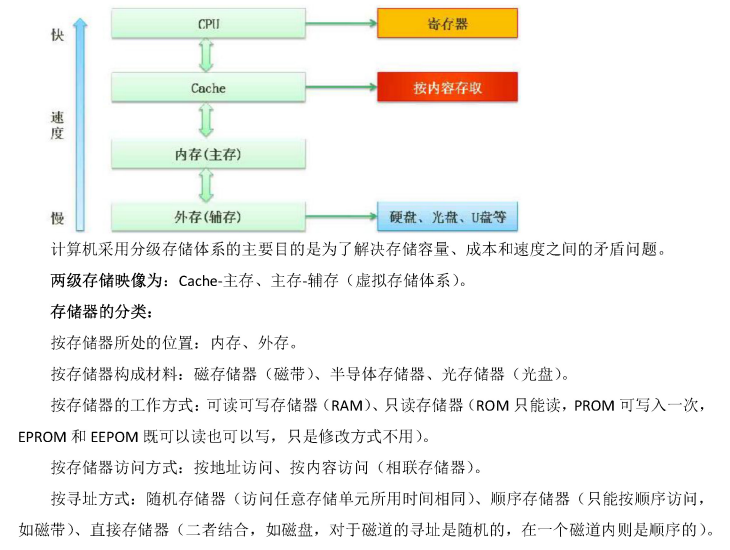 快
CPU
寄存器
Cache
按内容存取
速
度
内存(主存)
慢
外存(辅存)
硬盘、光盘、U盘等
计算机采用分级存储体系的主要目的是为了解决存储容量、成本和速度之间的矛盾问题。
两级存储映像为：Cache-主存、主存-辅存（虚拟存储体系）。
存储器的分类：
按存储器所处的位置：内存、外存。
按存储器构成材料：磁存储器（磁带）、半导体存储器、光存储器（光盘）。
按存储器的工作方式：可读可写存储器（RAM）、只读存储器（ROM 只能读，PROM 可写入一次，
EPROM 和 EEPOM 既可以读也可以写，只是修改方式不用）。
按存储器访问方式：按地址访问、按内容访问（相联存储器）。
按寻址方式：随机存储器（访问任意存储单元所用时间相同）、顺序存储器（只能按顺序访问，
如磁带）、直接存储器（二者结合，如磁盘，对于磁道的寻址是随机的，在一个磁道内则是顺序的）。